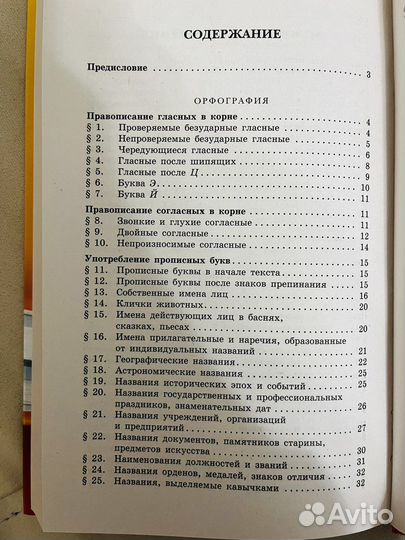 СОДЕРЖАНИЕ
Предисловие . . . . . . . . . . . . . . . . . . . . . . . . 3
ОРФОГРАФИЯ
Правописание гласных в корне . . . . . . . . . . . . . 4
§ 1. Проверяемые безударные гласные . . . . . . . . . 4
§ 2. Непроверяемые безударные гласные . . . . . . . 5
§ 3. Чередующиеся гласные . . . . . . . . . . . . . . 6
§ 4. Гласные после шипящих . . . . . . . . . . . . . 8
§ 5. Гласные после Ц . . . . . . . . . . . . . . . . . 9
§ 6. Буква Э . . . . . . . . . . . . . . . . . . . . . 10
§ 7. Буква Й . . . . . . . . . . . . . . . . . . . . . 11
Правописание согласных в корне . . . . . . . . . . . . 11
§ 8. Звонкие и глухие согласные . . . . . . . . . . . 11
§ 9. Двойные согласные . . . . . . . . . . . . . . . . 12
§ 10. Непроизносимые согласные . . . . . . . . . . . 14
Употребление прописных букв . . . . . . . . . . . . . 15
§ 11. Прописные буквы в начале текста . . . . . . . . 15
§ 12. Прописные буквы после знаков препинания . . . 15
§ 13. Собственные имена лиц . . . . . . . . . . . . . 16
§ 14. Клички животных . . . . . . . . . . . . . . . . 20
§ 15. Имена действующих лиц в баснях,
сказках, пьесах . . . . . . . . . . . . . . . . . 20
§ 16. Имена прилагательные и наречия, образованные
от индивидуальных названий . . . . . . . . . . . 21
§ 17. Географические названия . . . . . . . . . . . . 22
§ 18. Астрономические названия . . . . . . . . . . . . 25
§ 19. Названия исторических эпох и событий . . . . . 25
§ 20. Названия государственных и профессиональных
праздников, знаменательных дат . . . . . . . . . 26
§ 21. Названия учреждений, организаций
и предприятий . . . . . . . . . . . . . . . . . . 27
§ 22. Названия документов, памятников старины,
предметов искусства . . . . . . . . . . . . . . . 30
§ 23. Наименования должностей и званий . . . . . . . 31
§ 24. Названия орденов, медалей, знаков отличия . . . 32
§ 25. Названия, выделяемые кавычками . . . . . . . . 32
Avito